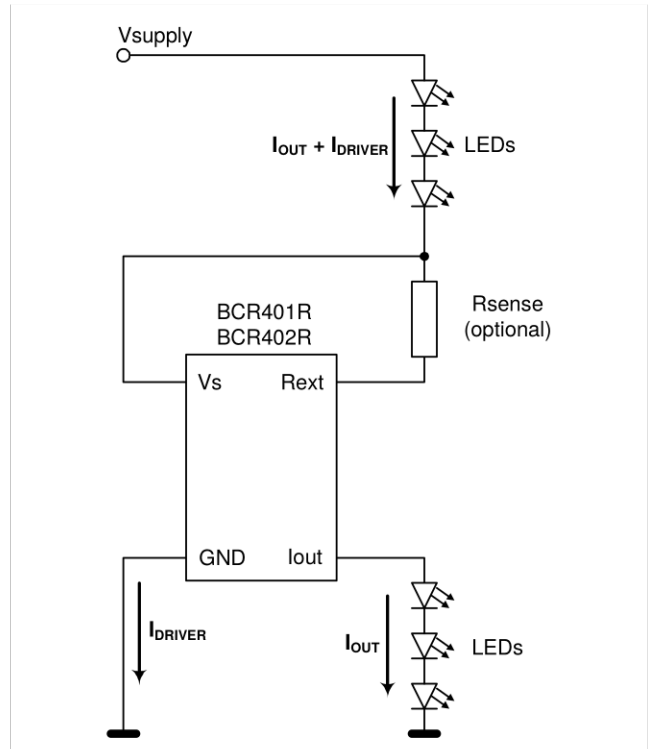 Vsupply
IOUT + IDRIVER
LEDs
BCR401R
BCR402R
Rsense
(optional)
Vs
Rext
GND
Iout
IDRIVER
IOUT
LEDs